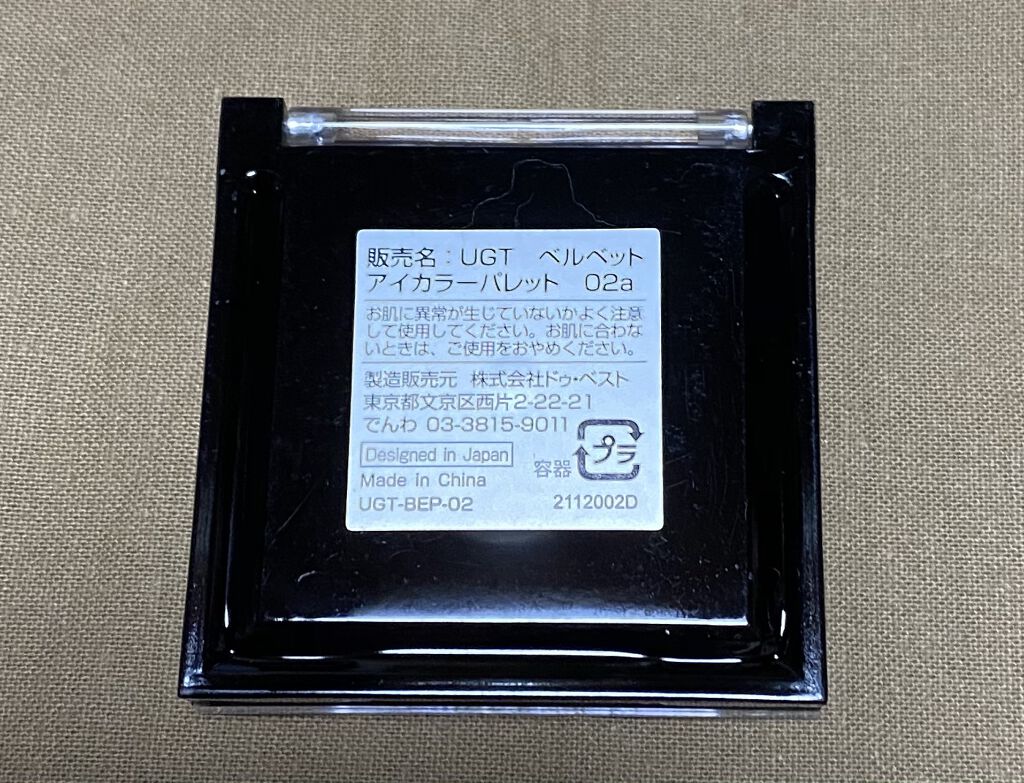 販売名：UGT　ベルベット
アイカラーパレット　02a
お肌に異常が生じていないかよく注意
して使用してください。お肌に合わな
いときは、ご使用をおやめください。
製造販売元　株式会社ドゥ・ベスト
東京都文京区西片2-22-21
でんわ 03-3815-9011
Designed in Japan
Made in China
容器 プラ
UGT-BEP-02　2112002D